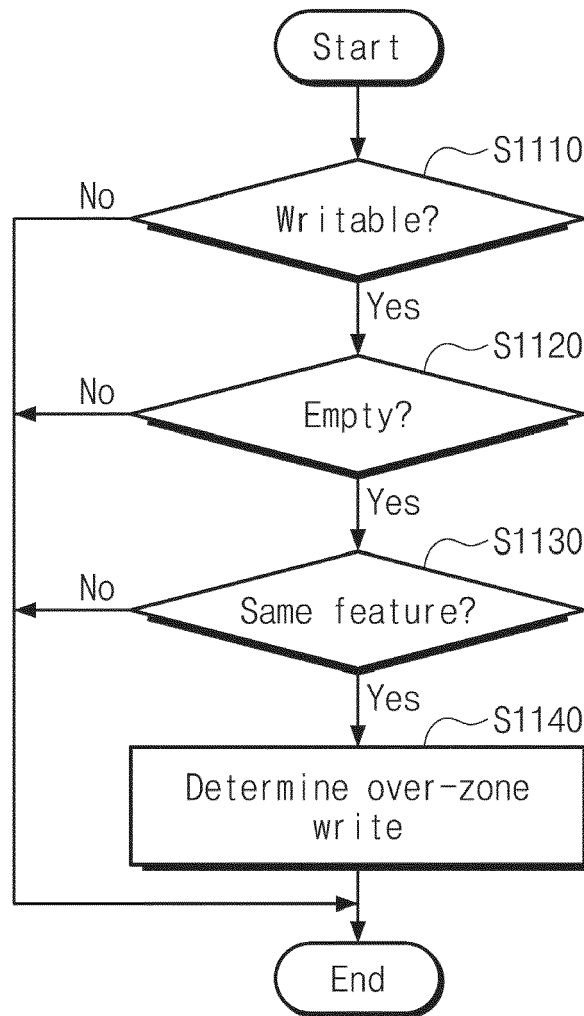 Start
S1110
No
Writable?
Yes
S1120
No
Empty?
Yes
S1130
No
Same feature?
Yes
S1140
Determine over-zone
write
End